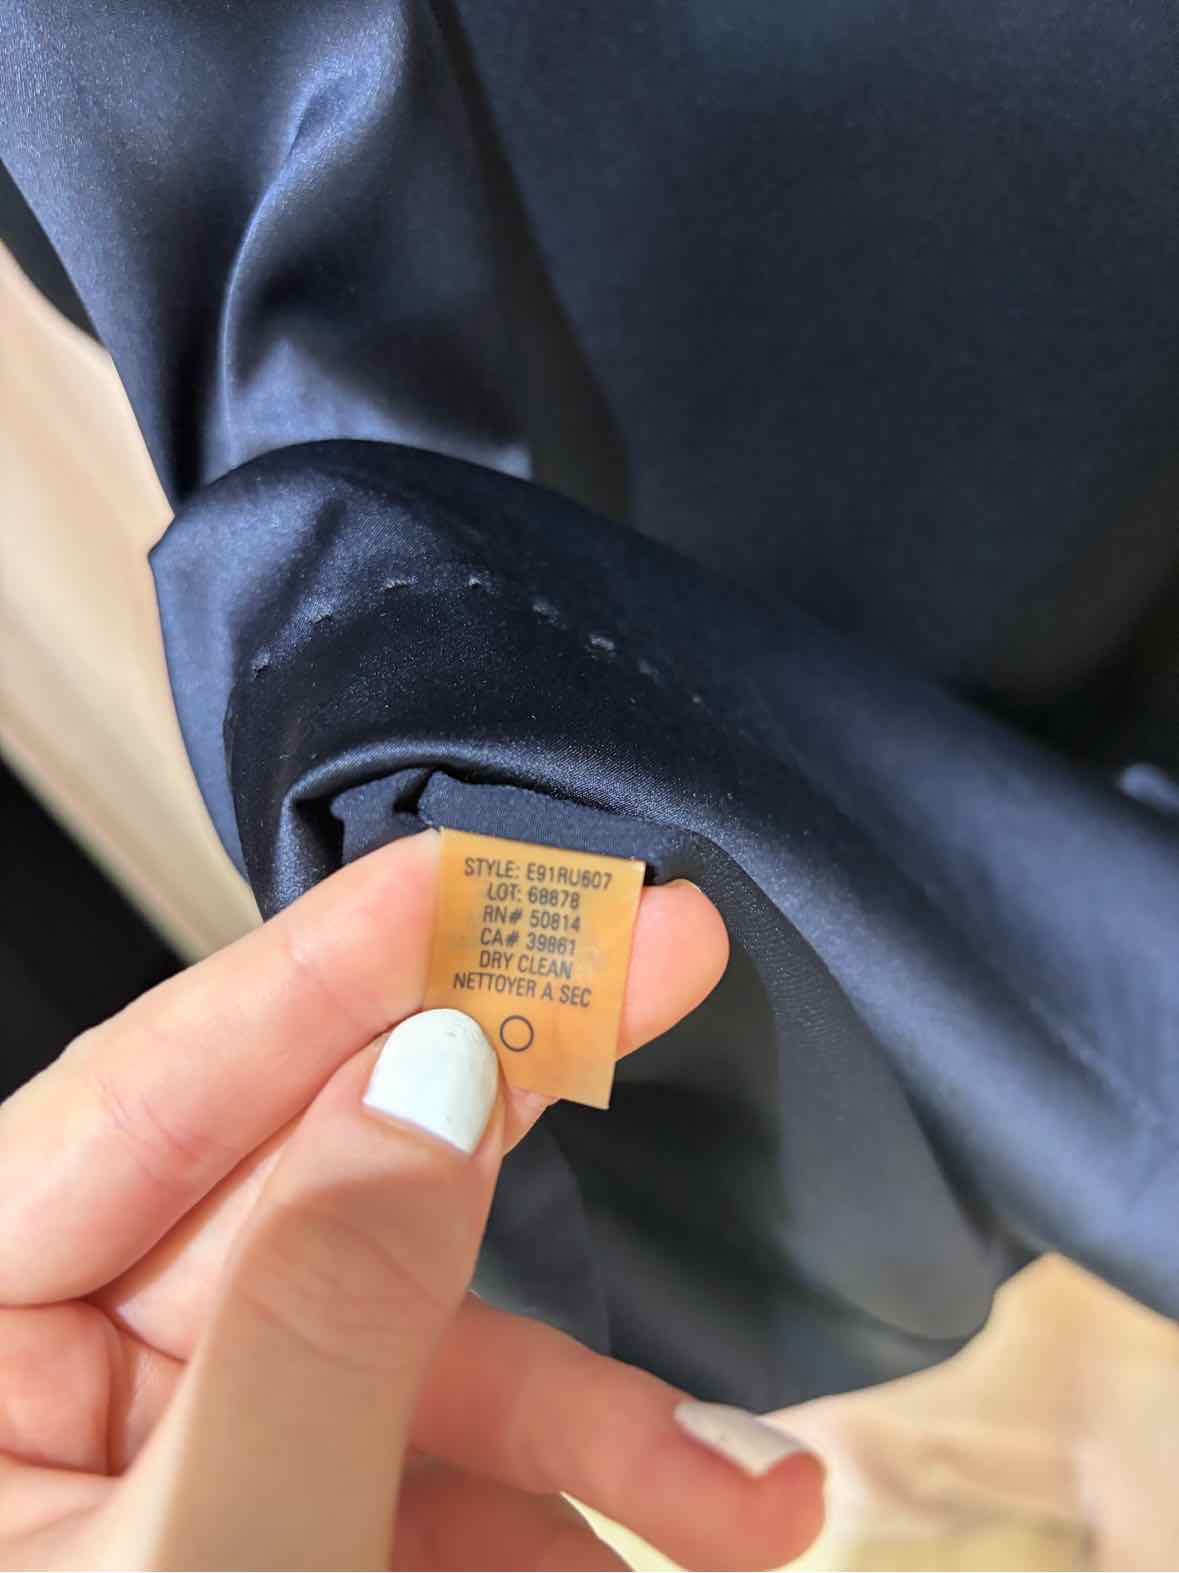 STYLE: E91RU607
LOT: 68878
RN# 50814
CA# 39861
DRY CLEAN
NETTOYER A SEC